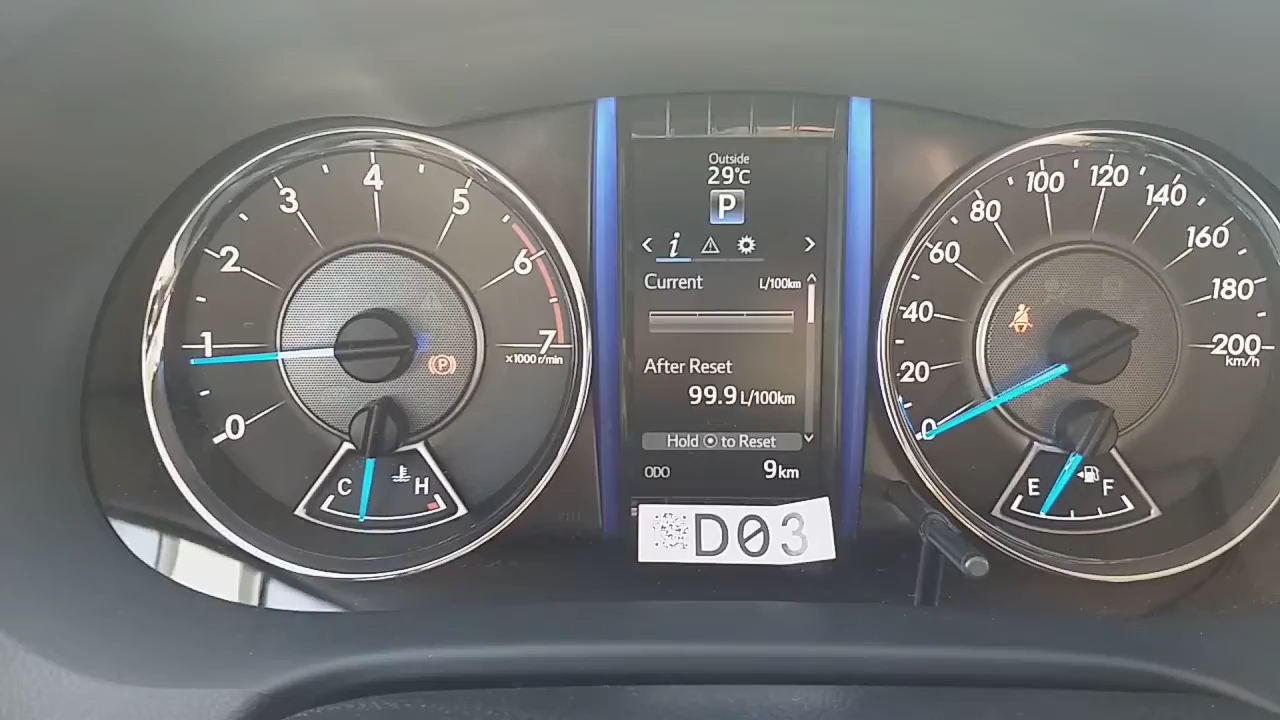 0
1
2
3
4
5
6
7
x1000 r/min
P
C
H
Outside
29°C
P
< i >
Current L/100km
After Reset
99.9 L/100km
Hold to Reset
ODO 9 km
D03
0
20
40
60
80
100
120
140
160
180
200
km/h
E
F